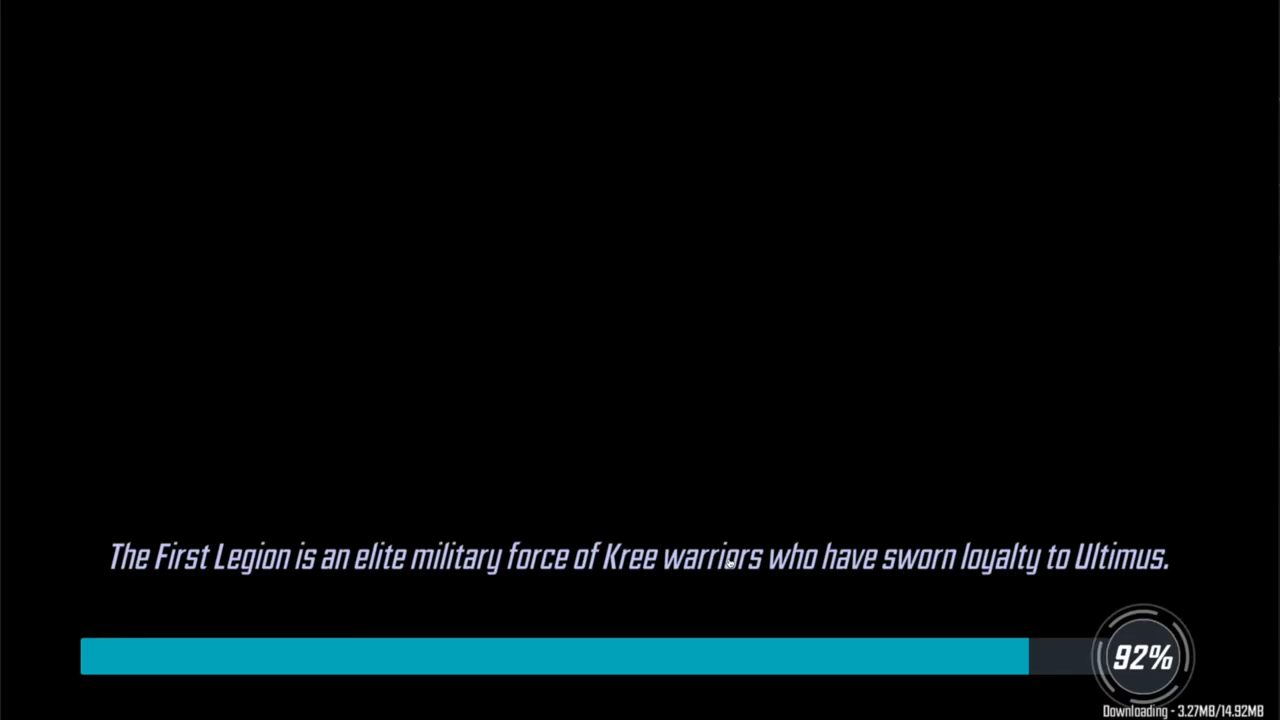 The First Legion is an elite military force of Kree warriors who have sworn loyalty to Ultimus.
92%
Downloading - 3.27MB/14.92MB